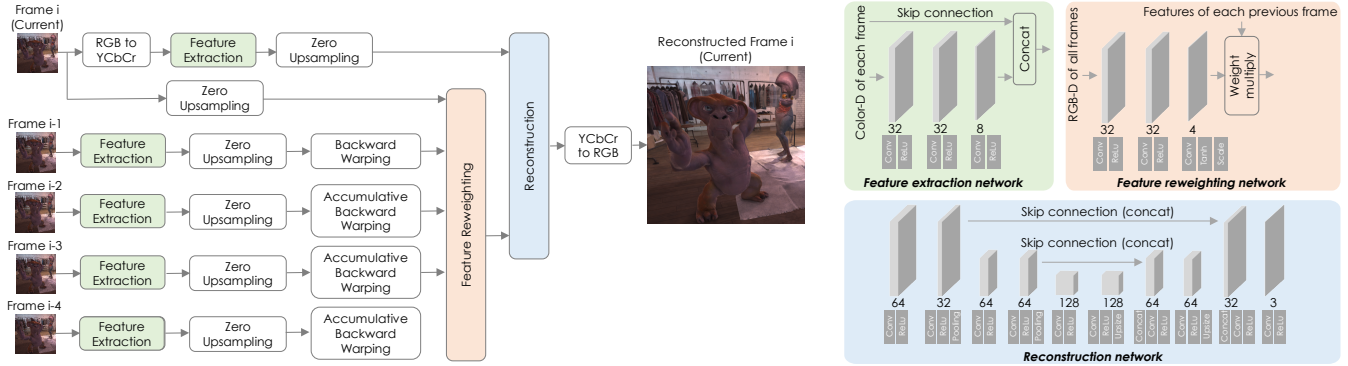 Frame i
(Current)
RGB to
YCbCr
Feature
Extraction
Zero
Upsampling
Zero
Upsampling
Frame i-1
Feature
Extraction
Zero
Upsampling
Backward
Warping
Frame i-2
Feature
Extraction
Zero
Upsampling
Accumulative
Backward
Warping
Frame i-3
Feature
Extraction
Zero
Upsampling
Accumulative
Backward
Warping
Frame i-4
Feature
Extraction
Zero
Upsampling
Accumulative
Backward
Warping
Feature Reweighting
Reconstruction
YCbCr
to RGB
Reconstructed Frame i
(Current)
Color-D of each frame
Skip connection
Concat
32
32
8
Conv
ReLu
Conv
ReLu
Conv
ReLu
Feature extraction network
Features of each previous frame
RGB-D of all frames
Weight
multiply
32
32
4
Conv
ReLu
Conv
ReLu
Conv
Tanh
Scale
Feature reweighting network
Skip connection (concat)
Skip connection (concat)
64
32
64
64
128
128
64
64
32
3
Conv
ReLu
Conv
ReLu
Pooling
Conv
ReLu
Conv
ReLu
Pooling
Conv
ReLu
Conv
ReLu
Upsize
Concat
Conv
ReLu
Conv
ReLu
Upsize
Concat
Conv
ReLu
Conv
ReLu
Reconstruction network